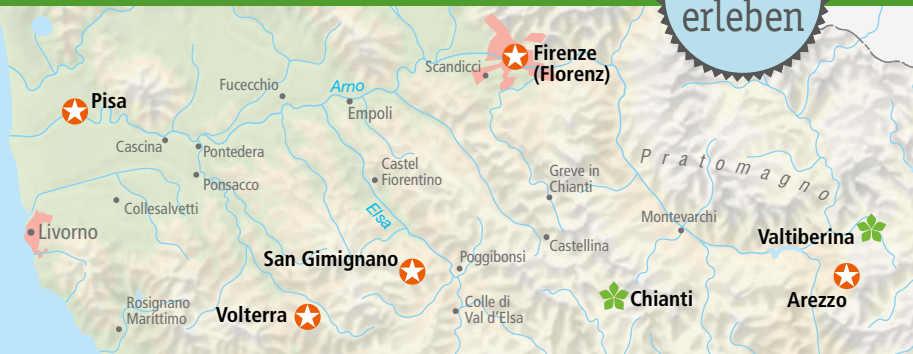 erleben
Firenze
(Florenz)
Scandicci
Fucecchio
Arno
Pisa
Empoli
Cascina
Pontedera
Castel
Fiorentino
Pratomagno
Greve in
Chianti
Ponsacco
Collesalvetti
Elsa
Montevarchi
Livorno
Valtiberina
Castellina
San Gimignano
Poggibonsi
Chianti
Arezzo
Rosignano
Marittimo
Volterra
Colle di
Val d'Elsa